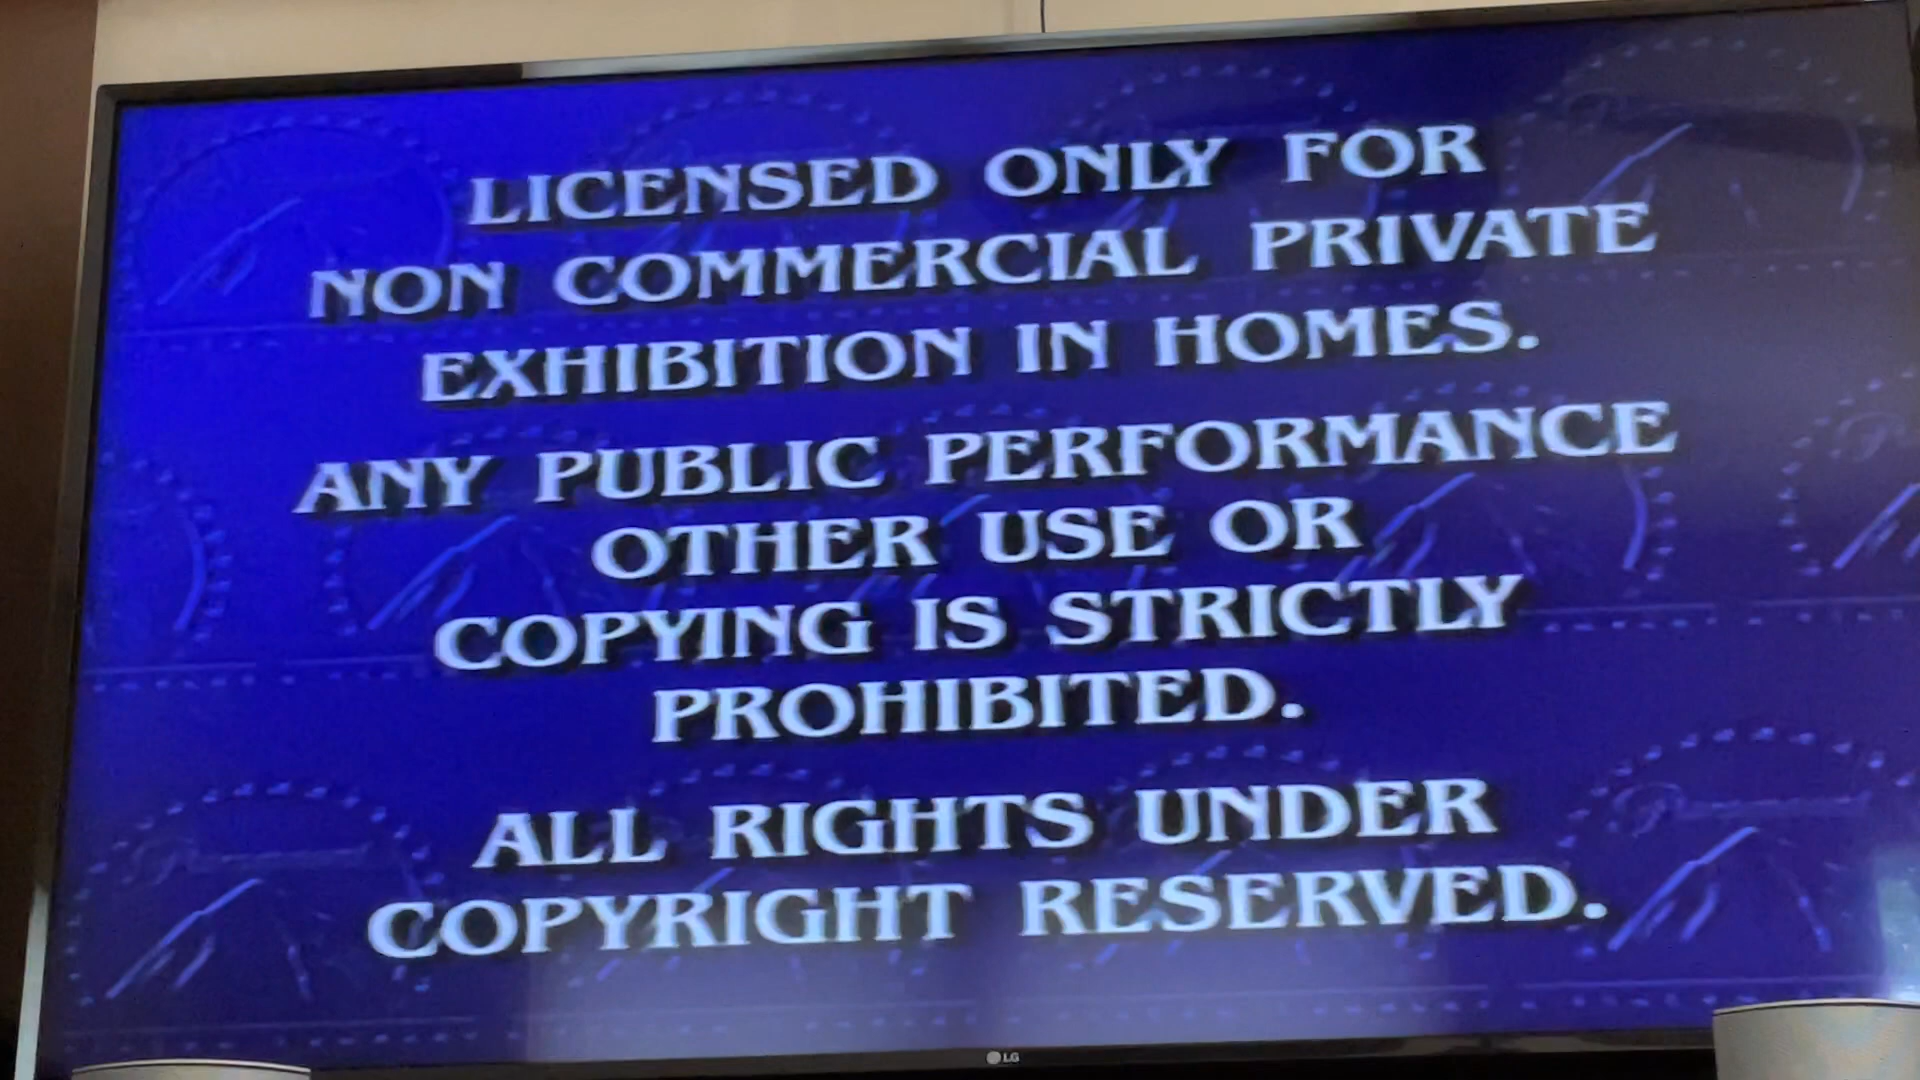 LICENSED ONLY FOR
NON COMMERCIAL PRIVATE
EXHIBITION IN HOMES.
ANY PUBLIC PERFORMANCE
OTHER USE OR
COPYING IS STRICTLY
PROHIBITED.
ALL RIGHTS UNDER
COPYRIGHT RESERVED.
LG